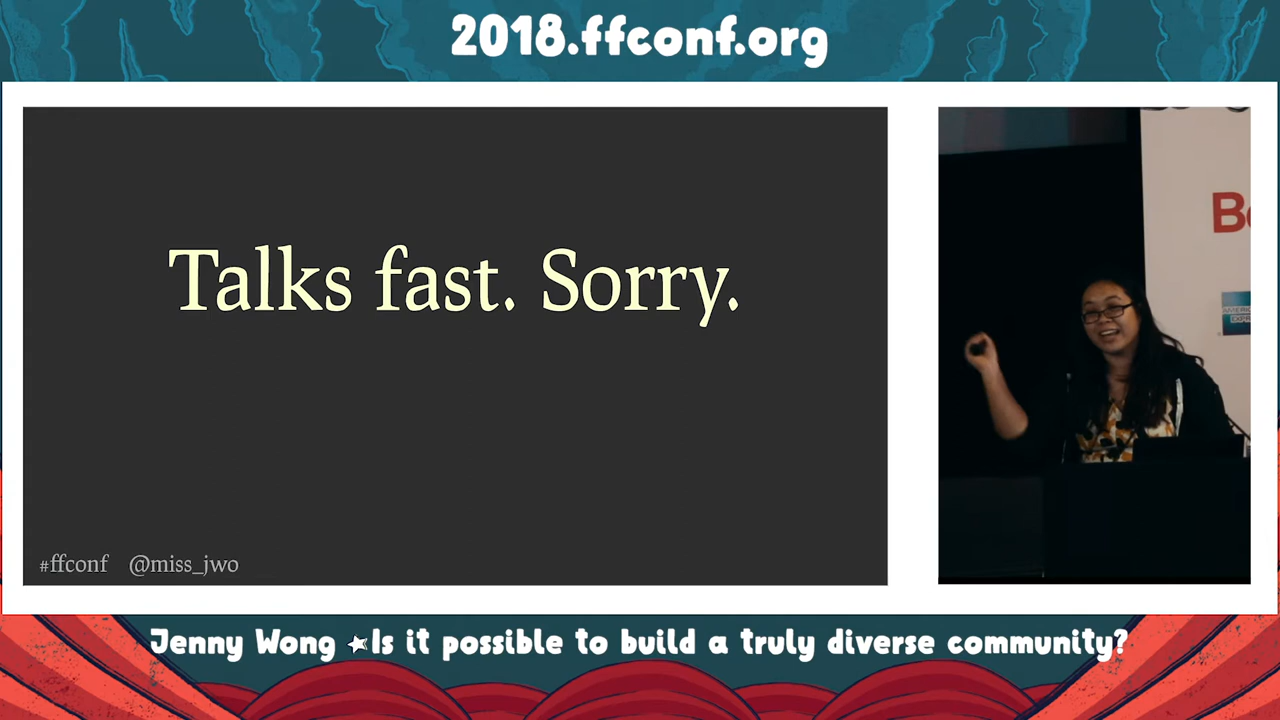 2018.ffconf.org
Talks fast. Sorry.
#ffconf @miss_jwo
Jenny Wong ★ Is it possible to build a truly diverse community?